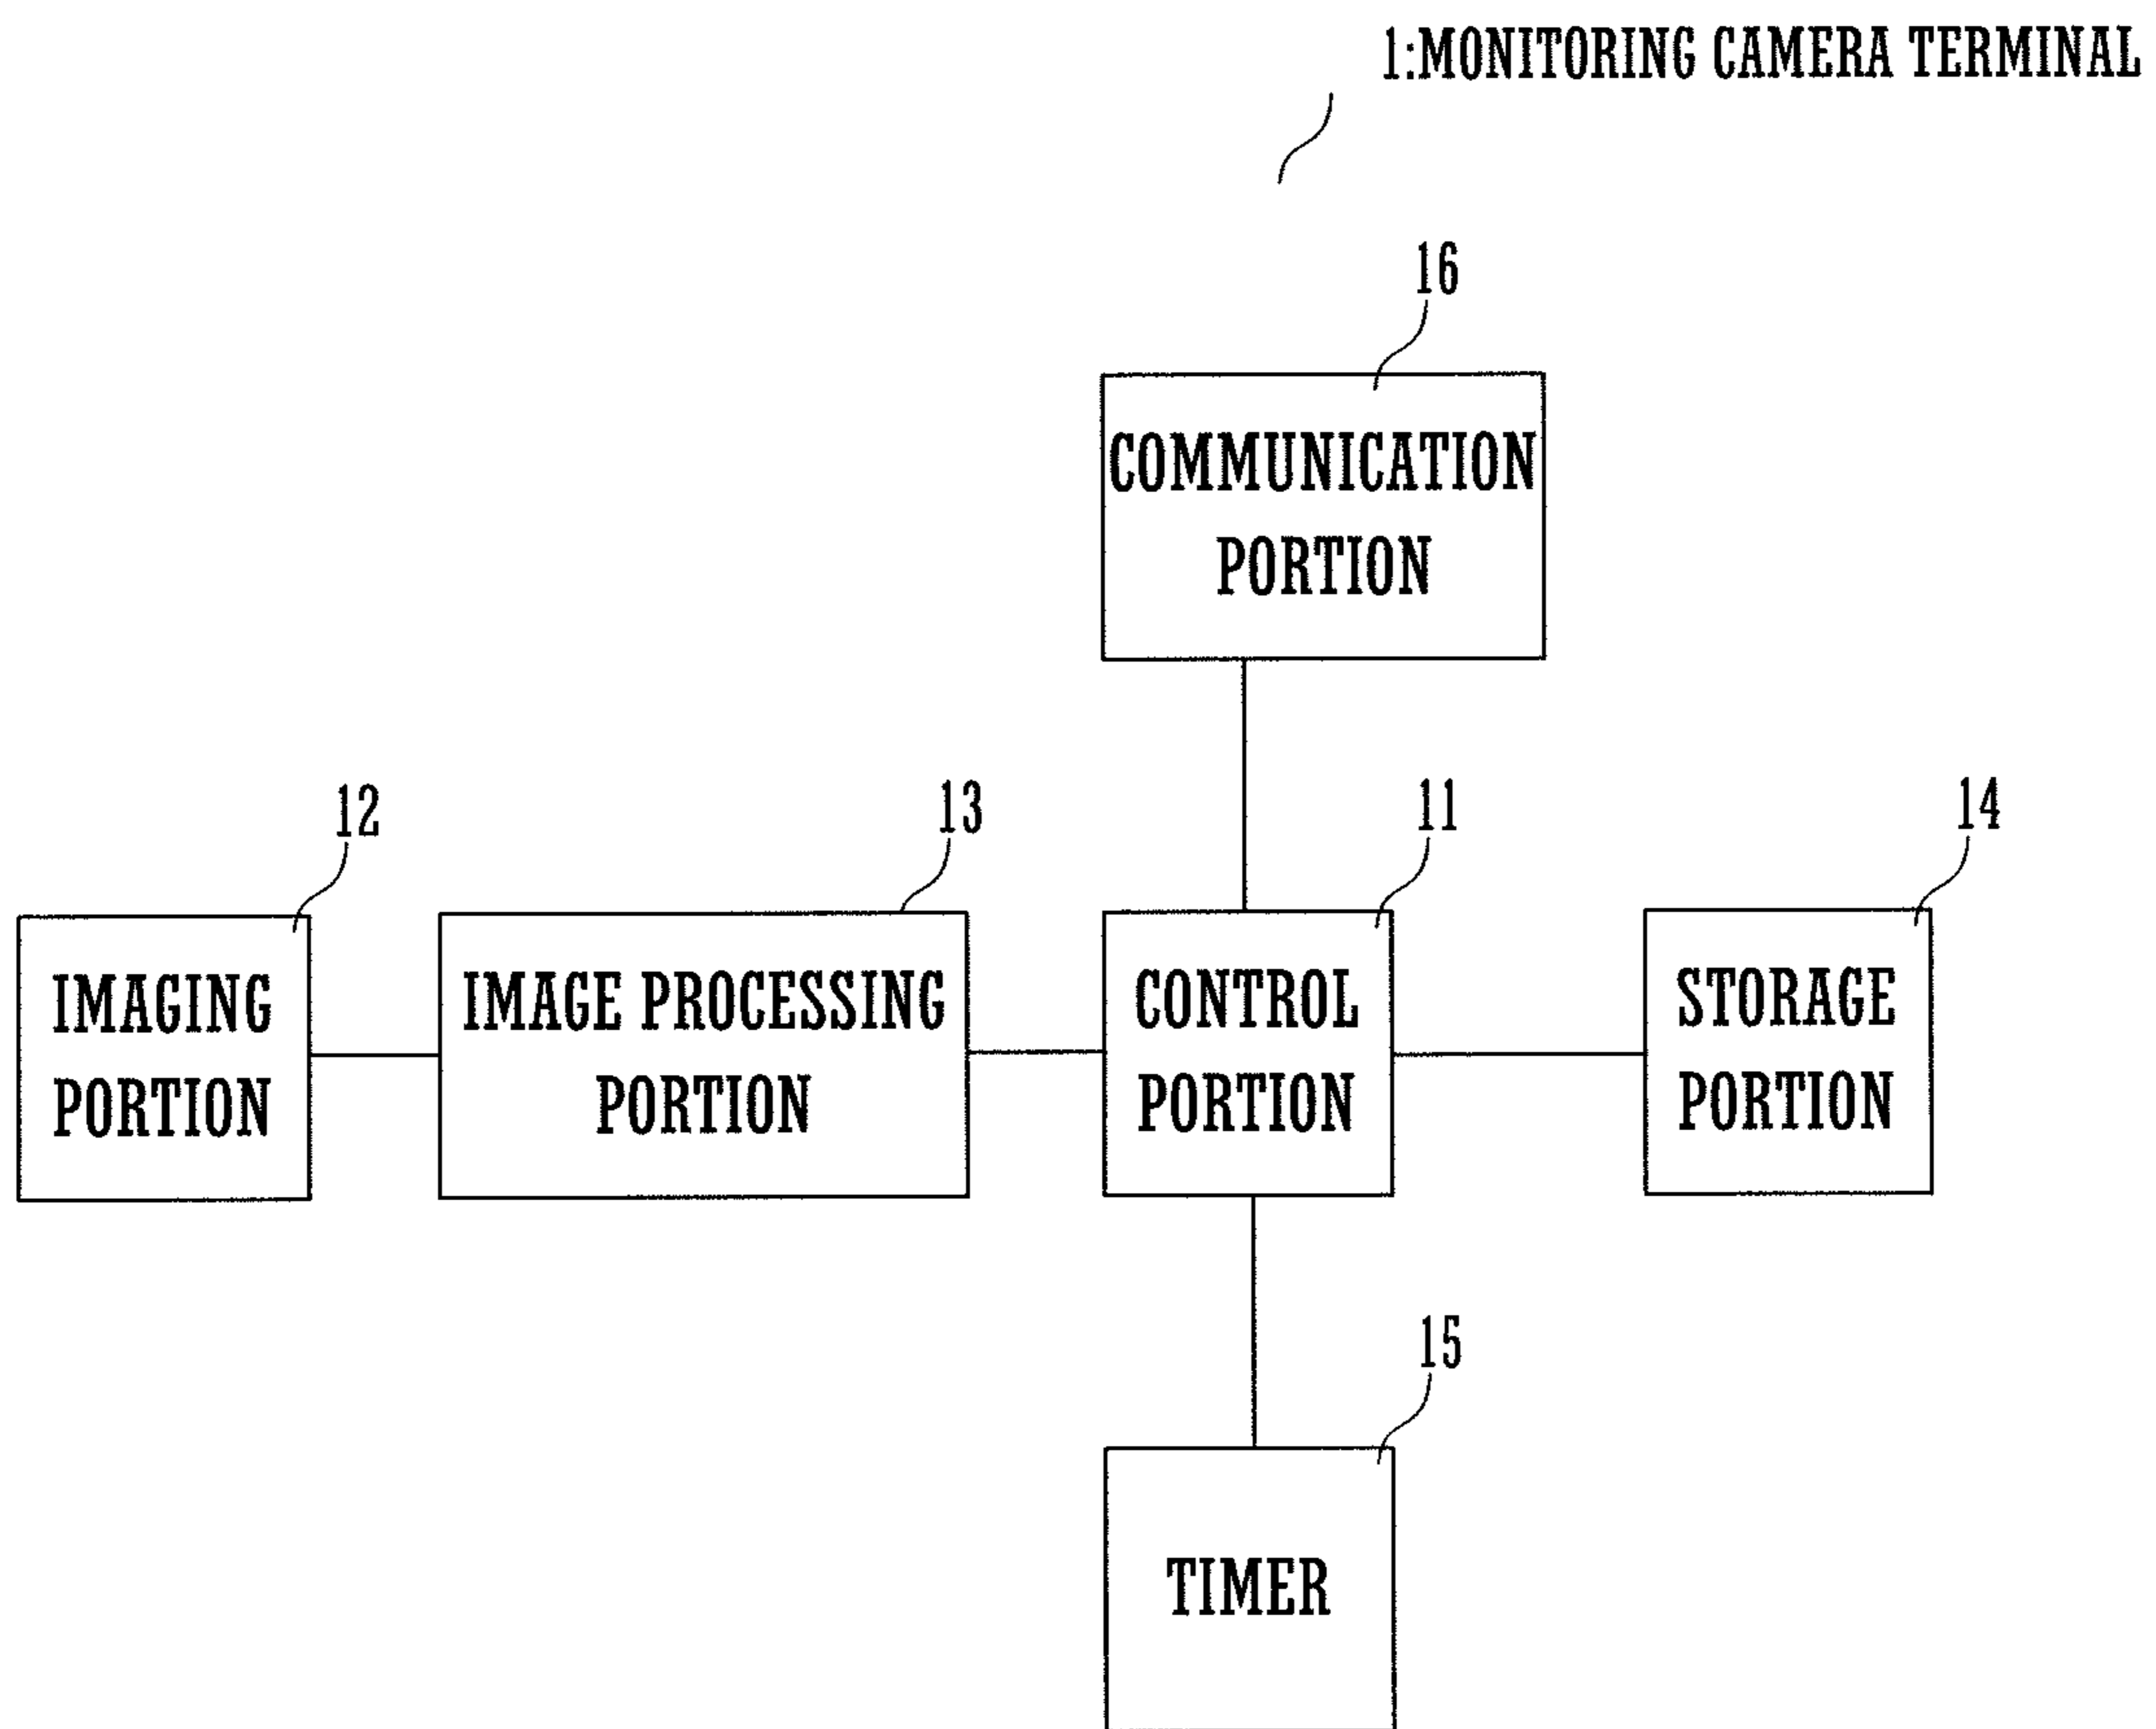 1:MONITORING CAMERA TERMINAL
16
COMMUNICATION
PORTION
12
13
11
14
IMAGING
PORTION
IMAGE PROCESSING
PORTION
CONTROL
PORTION
STORAGE
PORTION
15
TIMER